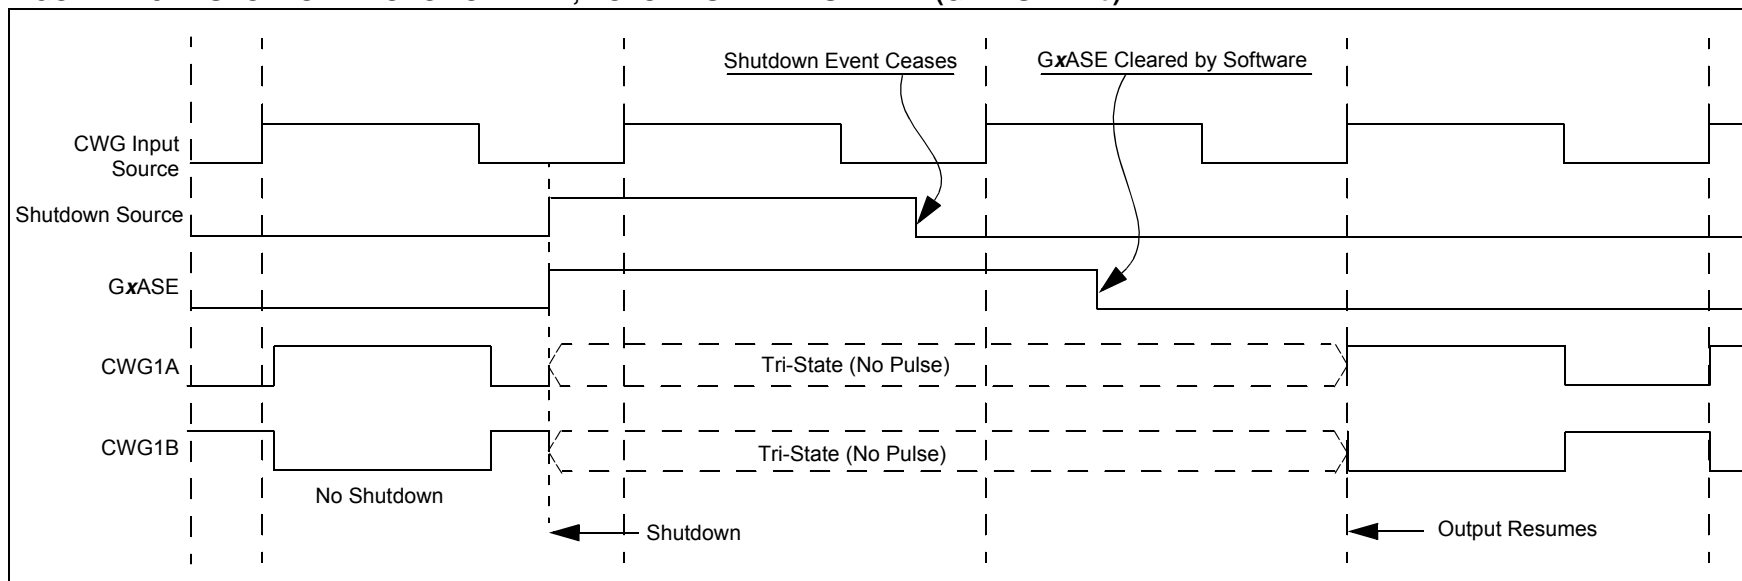 Shutdown Event Ceases
GxASE Cleared by Software
CWG Input
Source
Shutdown Source
GxASE
CWG1A
Tri-State (No Pulse)
CWG1B
Tri-State (No Pulse)
No Shutdown
Shutdown
Output Resumes